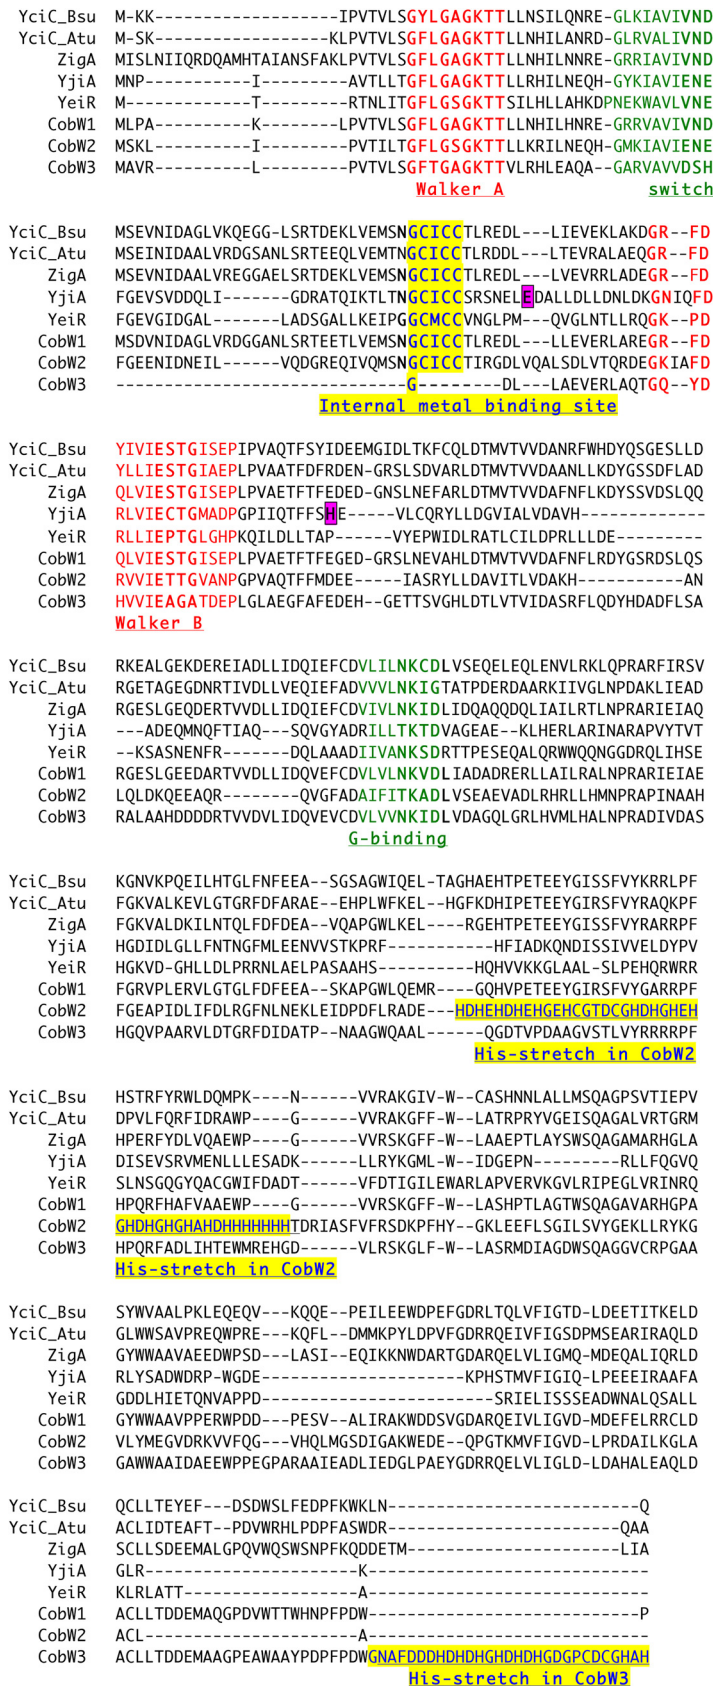 YciC_Bsu M-KK----------------IPVTVLSGYLGAGKTTLLNSILQNRE-GLKIAVIVND
YciC_Atu M-SK---------------KLPVTVLSGFLGAGKTTLLNHILANRD-GLRVALIVND
ZigA MISLNIIQRDQAMHTAIANSFAKLPVTVLSGFLGAGKTTLLNHILNNRE-GRRIAVIVND
YjiA MNP----------I---------AVTLLTGFLGAGKTTLLRHILNEQH-GYKIAVIENE
YeiR M------------T---------RTNLITGFLGSGKTTSILHLLAHKDPNEKWAVLVNE
CobW1 MLPA----------K--------LPVTVLSGFLGAGKTTLLNHILHNRE-GRRVAVIVND
CobW2 MSKL----------I--------PVTVLTGFLGSGKTTLLKRILNEQH-GMKIAVIENE
CobW3 MAVR----------L--------PVTVLSGFTGAGKTTVLRHLEAQA-GARVAVVDSH
Walker A switch
YciC_Bsu MSEVNIDAGLVKQEGG-LSRTDEKLVEMSNGCICCTLREDL---LIEVEKLAKDGR--FD
YciC_Atu MSEINIDAALVRDGSANLSRTEEQLVEMTNGCICCTLRDDL---LTEVRALAEQGR--FD
ZigA MSEVNIDAALVREGGAELSRTDEKLVEMSNGCICCTLREDL---LVEVRRLADEGR--FD
YjiA FGEVSVDDQLI------GDRATQIKTLTNGCICCSRSNELEDALLDLLDNLDKGNIQFD
YeiR FGEVGIDGAL-----LADSGALLKEIPGGCMCCVNGLPM---QVGLNTLLRQGK--PD
CobW1 MSDVNIDAGLVRDGGANLSRTEETLVEMSNGCICCTLREDL---LVEVERLAREGR--FD
CobW2 FGEENIDNEIL-----VQDGREQIVQMSNGCICCTIRGDLVQALSDLVTQRDEGKIAFD
CobW3 -----------------------------G--------DL---LAEVERLAQTGQ--YD
Internal metal binding site
YciC_Bsu YIVIESTGISEPIPVAQTFSYIDEEMGIDLTKFCQLDTMVTVVDANRFWHDYQSGESLLD
YciC_Atu YLLIESTGIAEPLPVAATFDFRDEN-GRSLSDVARLDTMVTVVDAANLLKDYGSSDFLAD
ZigA QLVIESTGISEPLPVAETFTFEDED-GNSLNEFARLDTMVTVVDAFNFLKDYSSVDSLQQ
YjiA RLVIECTGMADPGPIIQTFFSHE-----VLCQRYLLDGVIALVDAVH------------
YeiR RLLIEPTGLGHPKQILDLLTAP------VYEPWIDLRATLCILDPRLLLDE---------
CobW1 QLVIESTGISEPLPVAETFTFEGED-GRSLNEVAHLDTMVTVVDAFNFLRDYGSRDSLQS
CobW2 RVVIETTGVANPGPVAQTFFMDEE----IASRYLLDAVITLVDAKH-----------AN
CobW3 HVVIEAGATDEPLGLAEGFAFEDEH--GETTSVGHLDTLVTVIDASRFLQDYHDADFLSA
Walker B
YciC_Bsu RKEALGEKDEREIADLLIDQIEFCDVLILNKCDLVSEQELEQLENVLRKLQPRARFIRSV
YciC_Atu RGETAGEGDNRTIVDLLVEQIEFADVVVLNKIGTATPDERDAARKIIVGLNPDAKLIEAD
ZigA RGESLGEQDERTVVDLLIDQVEFCDVIVLNKIDLIDQAQQDQLIAILRTLNPRARIEIAQ
YjiA ---ADEQMNQFTIAQ---SQVGYADRILLTKTDVAGEAE--KLHERLARINARAPVYTVT
YeiR --KSASNENFR------DQLAAADIIVANKSDRTTPESEQALQRWWQQNGGDRQLIHSE
CobW1 RGESLGEEDARTVVDLLIDQVEFCDVLVLNKVDLIADADRERLLAILRALNPRARIEIAE
CobW2 LQLDKQEEAQR--------QVGFADAIFITKADLVSEAEVADLRHRLLHMNPRAPINAAH
CobW3 RALAAHDDDDRTVVDVLIDQVEVCDVLVVNKIDLVDAGQLGRLHVMLHALNPRADIVDAS
G-binding
YciC_Bsu KGNVKPQEILHTGLFNFEEA--SGSAGWIQEL-TAGHAEHTPETEEYGISSFVYKRRLPF
YciC_Atu FGKVALKEVLGTGRFDFARAE--EHPLWFKEL--HGFKDHIPETEEYGIRSFVYRAQKPF
ZigA FGKVALDKILNTQLFDFDEA--VQAPGWLKEL---RGEHTPETEEYGISSFVYRARRPF
YjiA HGDIDLGLLFNTNGFMLEENVVSTKPRF-----------HFIADKQNDISSIVVELDYPV
YeiR HGKVD-GHLLDLPRRNLAELPASAAHS----------HQHVVKKGLAAL-SLPEHQRWRR
CobW1 FGRVPLERVLGTGLFDFEEA--SKAPGWLQEMR----GQHVPETEEYGIRSFVYGARRPF
CobW2 FGEAPIDLIFDLRGFNLNEKLEIDPDFLRADE---HDHEHDHEHGEHCGTDCGHDHGHEH
CobW3 HGQVPAARVLDTGRFDIDATP--NAAGWQAAL-----QGDTVPDAAGVSTLVYRRRRPF
His-stretch in CobW2
YciC_Bsu HSTRFYRWLDQMPK----N------VVRAKGIV-W--CASHNNLALLMSQAGPSVTIEPV
YciC_Atu DPVLFQRFIDRAWP----G------VVRSKGFF-W--LATRPRYVGEISQAGALVRTGRM
ZigA HPERFYDLVQAEWP----G------VVRSKGFF-W--LAAEPTLAYSWSQAGAMARHGLA
YjiA DISEVSRVMENLLLESADK------LLRYKGML-W--IDGEPN--------RLLFQGVQ
YeiR SLNSGQGYQACGWIFDADT------VFDTIGILEWARLAPVERVKGVLRIPEGLVRINRQ
CobW1 HPQRFHAFVAAEWP----G------VVRSKGFF-W--LASHPTLAGTWSQAGAVARHGPA
CobW2 GHDHGHGHAHDHHHHHHHTDRIASFVFRSDKPFHY--GKLEEFLSGILSVYGEKLLRYKG
CobW3 HPQRFADLIHTEWMREHGD------VLRSKGLF-W--LASRMDIAGDWSQAGGVCRPGAA
His-stretch in CobW2
YciC_Bsu SYWVAALPKLEQEQV---KQQE--PEILEEWDPEFGDRLTQLVFIGTD-LDEETITKELD
YciC_Atu GLWWSAVPREQWPRE---KQFL--DMMKPYLDPVFGDRRQEIVFIGSDPMSEARIRAQLD
ZigA GYWWAAVAEEDWPSD---LASI--EQIKKNWDARTGDARQELVLIGMQ-MDEQALIQRLD
YjiA RLYSADWDRP-WGDE-----------------KPHSTMVFIGIQ-LPEEEIRAAFA
YeiR GDDLHIETQNVAPPD--------------------SRIELISSSEADWNALQSALL
CobW1 GYWWAAVPPERWPDD---PESV--ALIRAKWDDSVGDARQEIVLIGVD-MDEFELRRCLD
CobW2 VLYMEGVDRKVVFQG---VHQLMGSDIGAKWEDE--QPGTKMVFIGVD-LPRDAILKGLA
CobW3 GAWWAAIDAEEWPPEGPARAAIEADLIEDGLPAEYGDRRQELVLIGLD-LDAHALEAQLD
YciC_Bsu QCLLTEYEF---DSDWSLFEDPFKWKLN-------------------------------Q
YciC_Atu ACLIDTEAFT--PDVWRHLPDPFASWDR-----------------------------QAA
ZigA SCLLSDEEMALGPQVWQSWSNPFKQDDETM---------------------------LIA
YjiA GLR---------------------------K----------------------------
YeiR KLRLATT-----------------------A----------------------------
CobW1 ACLLTDDEMAQGPDVWTTWHNPFPDW---------------------------------P
CobW2 ACL---------------------------A----------------------------
CobW3 ACLLTDDEMAAGPEAWAAYPDPFPDWGNAFDDDHDHDHGHDHDHGDGPCDCGHAH
His-stretch in CobW3